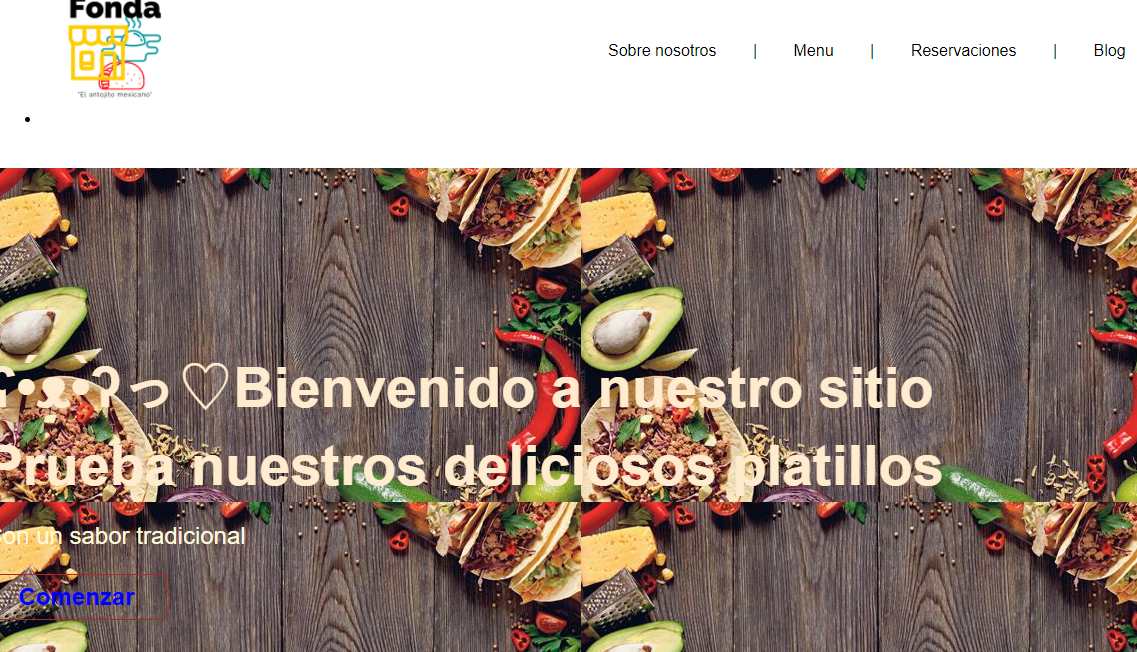 Fonda
"El antojito mexicano"
Sobre nosotros | Menu | Reservaciones | Blog
ʕ•́ᴥ•̀ʔっ♡Bienvenido a nuestro sitio
Prueba nuestros deliciosos platillos
on un sabor tradicional
Comenzar